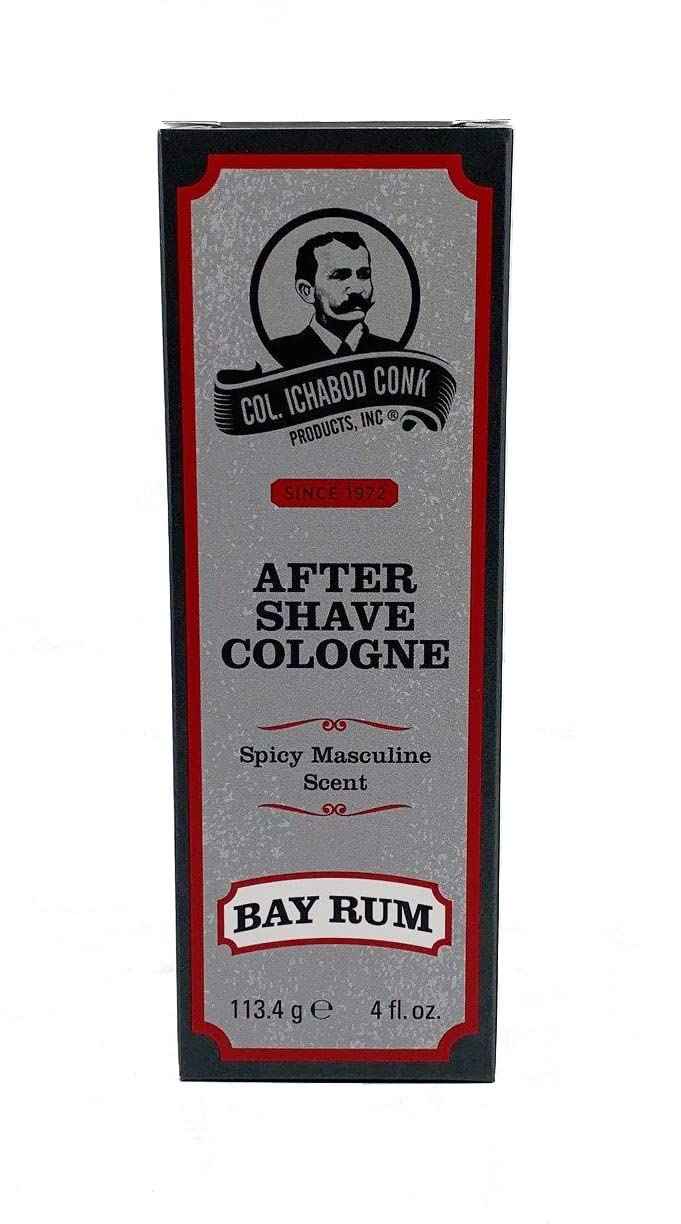 COL. ICHABOD CONK
PRODUCTS, INC ®
SINCE 1972
AFTER
SHAVE
COLOGNE
Spicy Masculine
Scent
BAY RUM
113.4 g ℮ 4 fl. oz.